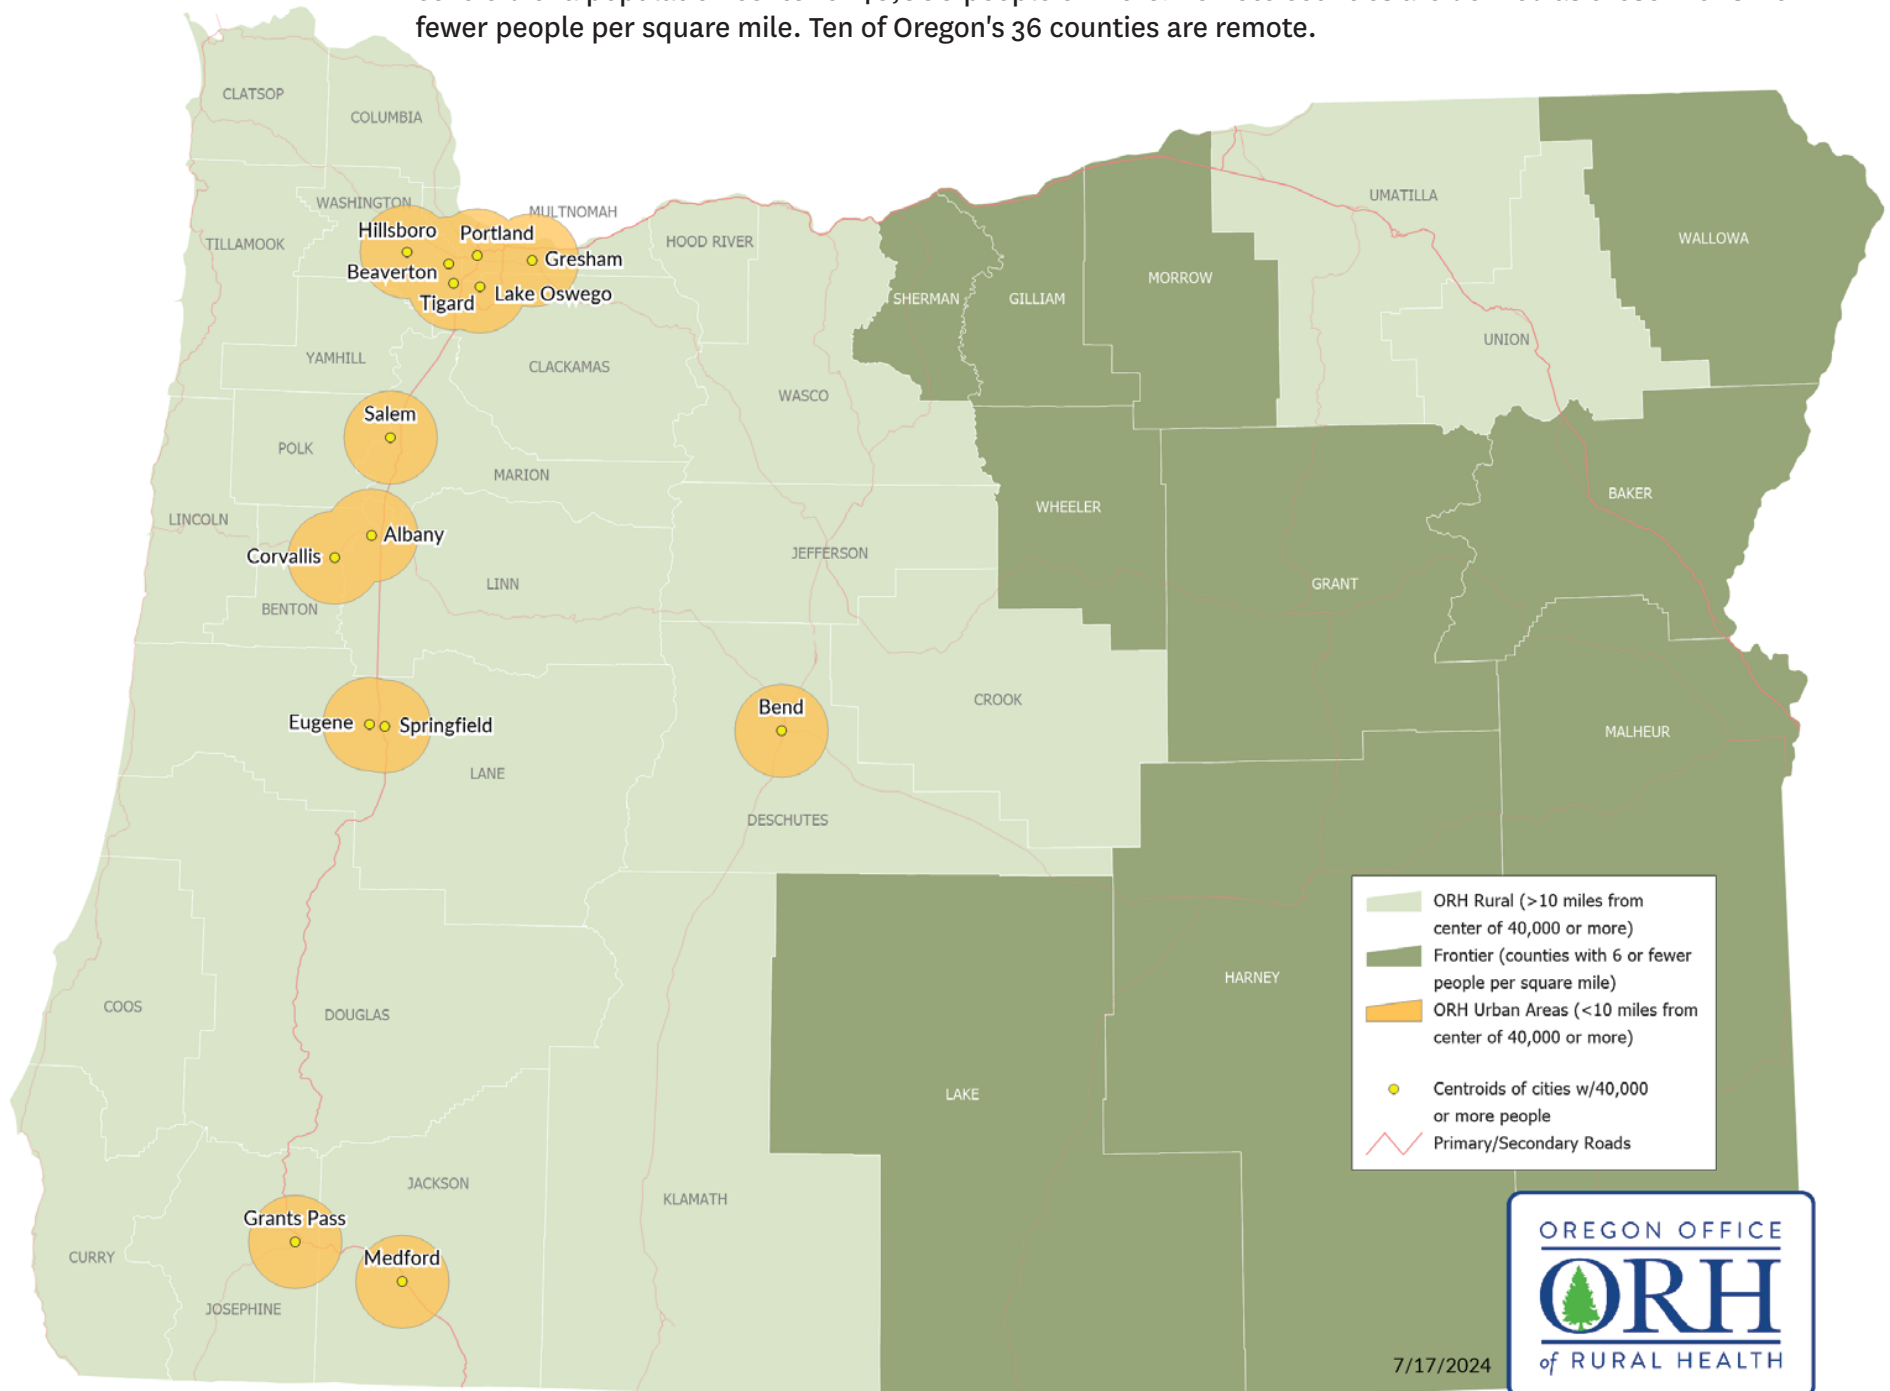 fewer people per square mile. Ten of Oregon's 36 counties are remote.
CLATSOP
COLUMBIA
WASHINGTON
MULTNOMAH
Hillsboro
Portland
TILLAMOOK
HOOD RIVER
Gresham
Beaverton
Tigard
Lake Oswego
UMATILLA
WALLOWA
MORROW
SHERMAN
GILLIAM
UNION
YAMHILL
CLACKAMAS
WASCO
Salem
POLK
MARION
WHEELER
BAKER
LINCOLN
Albany
Corvallis
JEFFERSON
LINN
GRANT
BENTON
CROOK
Bend
Eugene
Springfield
MALHEUR
LANE
DESCHUTES
ORH Rural (>10 miles from
center of 40,000 or more)
Frontier (counties with 6 or fewer
people per square mile)
ORH Urban Areas (<10 miles from
center of 40,000 or more)
Centroids of cities w/40,000
or more people
Primary/Secondary Roads
HARNEY
COOS
DOUGLAS
LAKE
JACKSON
KLAMATH
Grants Pass
CURRY
Medford
JOSEPHINE
OREGON OFFICE
ORH
of RURAL HEALTH
7/17/2024